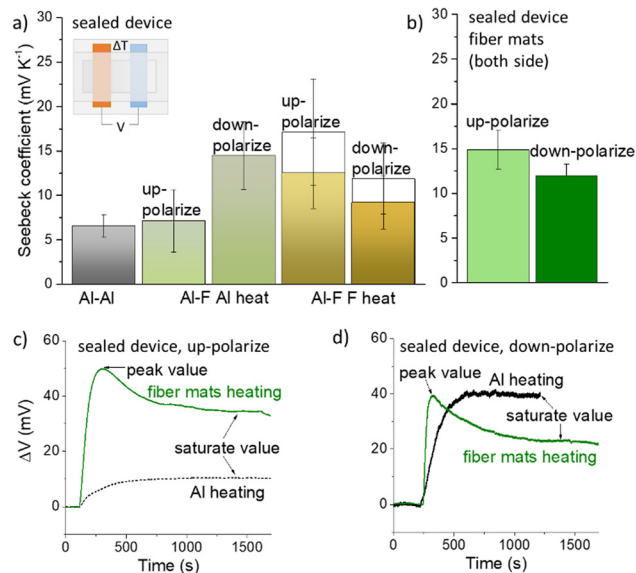 a)
sealed device
ΔT
V
Seebeck coefficient (mV K⁻¹)
30
25
20
15
10
5
0
up-
polarize
down-
polarize
up-
polarize
down-
polarize
Al-Al
Al-F Al heat
Al-F F heat
b)
sealed device
fiber mats
(both side)
30
25
20
15
10
5
0
up-polarize
down-polarize
c)
sealed device, up-polarize
peak value
fiber mats heating
saturate value
Al heating
ΔV (mV)
60
40
20
0
0
500
1000
1500
Time (s)
d)
sealed device, down-polarize
peak value
Al heating
saturate value
fiber mats heating
60
40
20
0
0
500
1000
1500
Time (s)